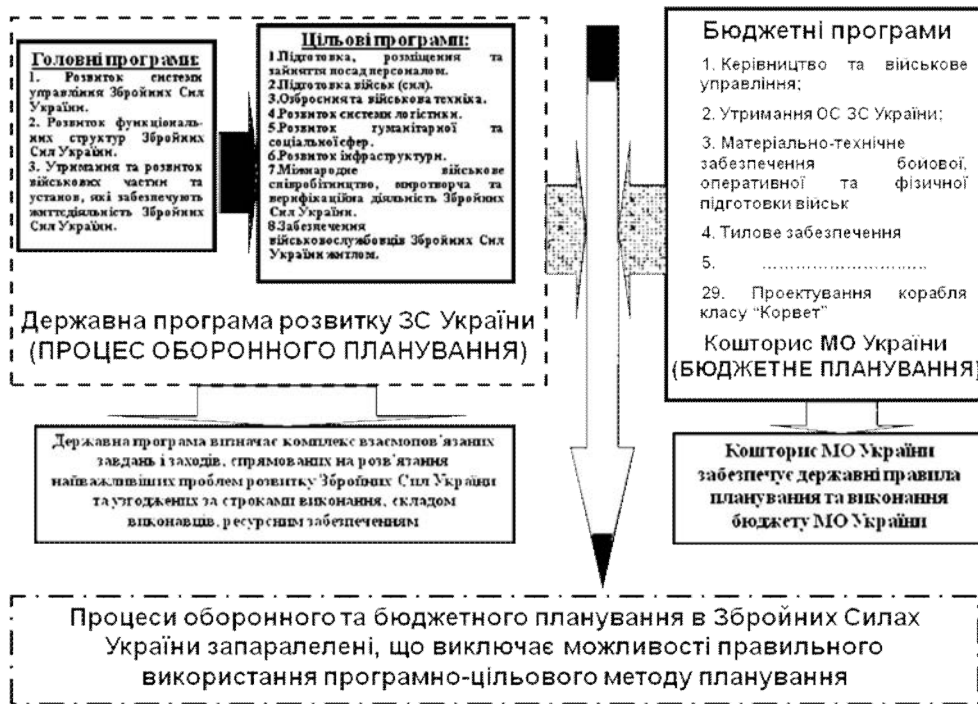 Головні програми:
1. Розвиток системи
управління Збройних Сил
України.
2. Розвиток функціональ-
них структур Збройних
Сил України.
3. Утримання та розвиток
військових частин та
установ, які забезпечують
життєдіяльність Збройних
Сил України.
Цільові програми:
1.Підготовка, розміщення та
зайняття посад персоналом.
2.Підготовка військ (сил).
3.Озброєння та військова техніка.
4.Розвиток системи логістики.
5.Розвиток гуманітарної та
соціальної сфер.
6.Розвиток інфраструктури.
7.Міжнародне військове
співробітництво, миротворча та
верифікаційна діяльність Збройних
Сил України.
8.Забезпечення
військовослужбовців Збройних Сил
України житлом.
Державна програма розвитку ЗС України
(ПРОЦЕС ОБОРОННОГО ПЛАНУВАННЯ)
Державна програма визначає комплекс взаємопов'язаних
завдань і заходів, спрямованих на розв'язання
найважливіших проблем розвитку Збройних Сил України
та узгоджених за строками виконання, складом
виконавців, ресурсним забезпеченням
Бюджетні програми
1. Керівництво та військове
управління;
2. Утримання ОС ЗС України;
3. Матеріально-технічне
забезпечення бойової,
оперативної та фізичної
підготовки військ
4. Тилове забезпечення
5. ................................
29. Проектування корабля
класу "Корвет"
Кошторис МО України
(БЮДЖЕТНЕ ПЛАНУВАННЯ)
Кошторис МО України
забезпечує державні правила
планування та виконання
бюджету МО України
Процеси оборонного та бюджетного планування в Збройних Силах
України запаралелені, що виключає можливості правильного
використання програмно-цільового методу планування